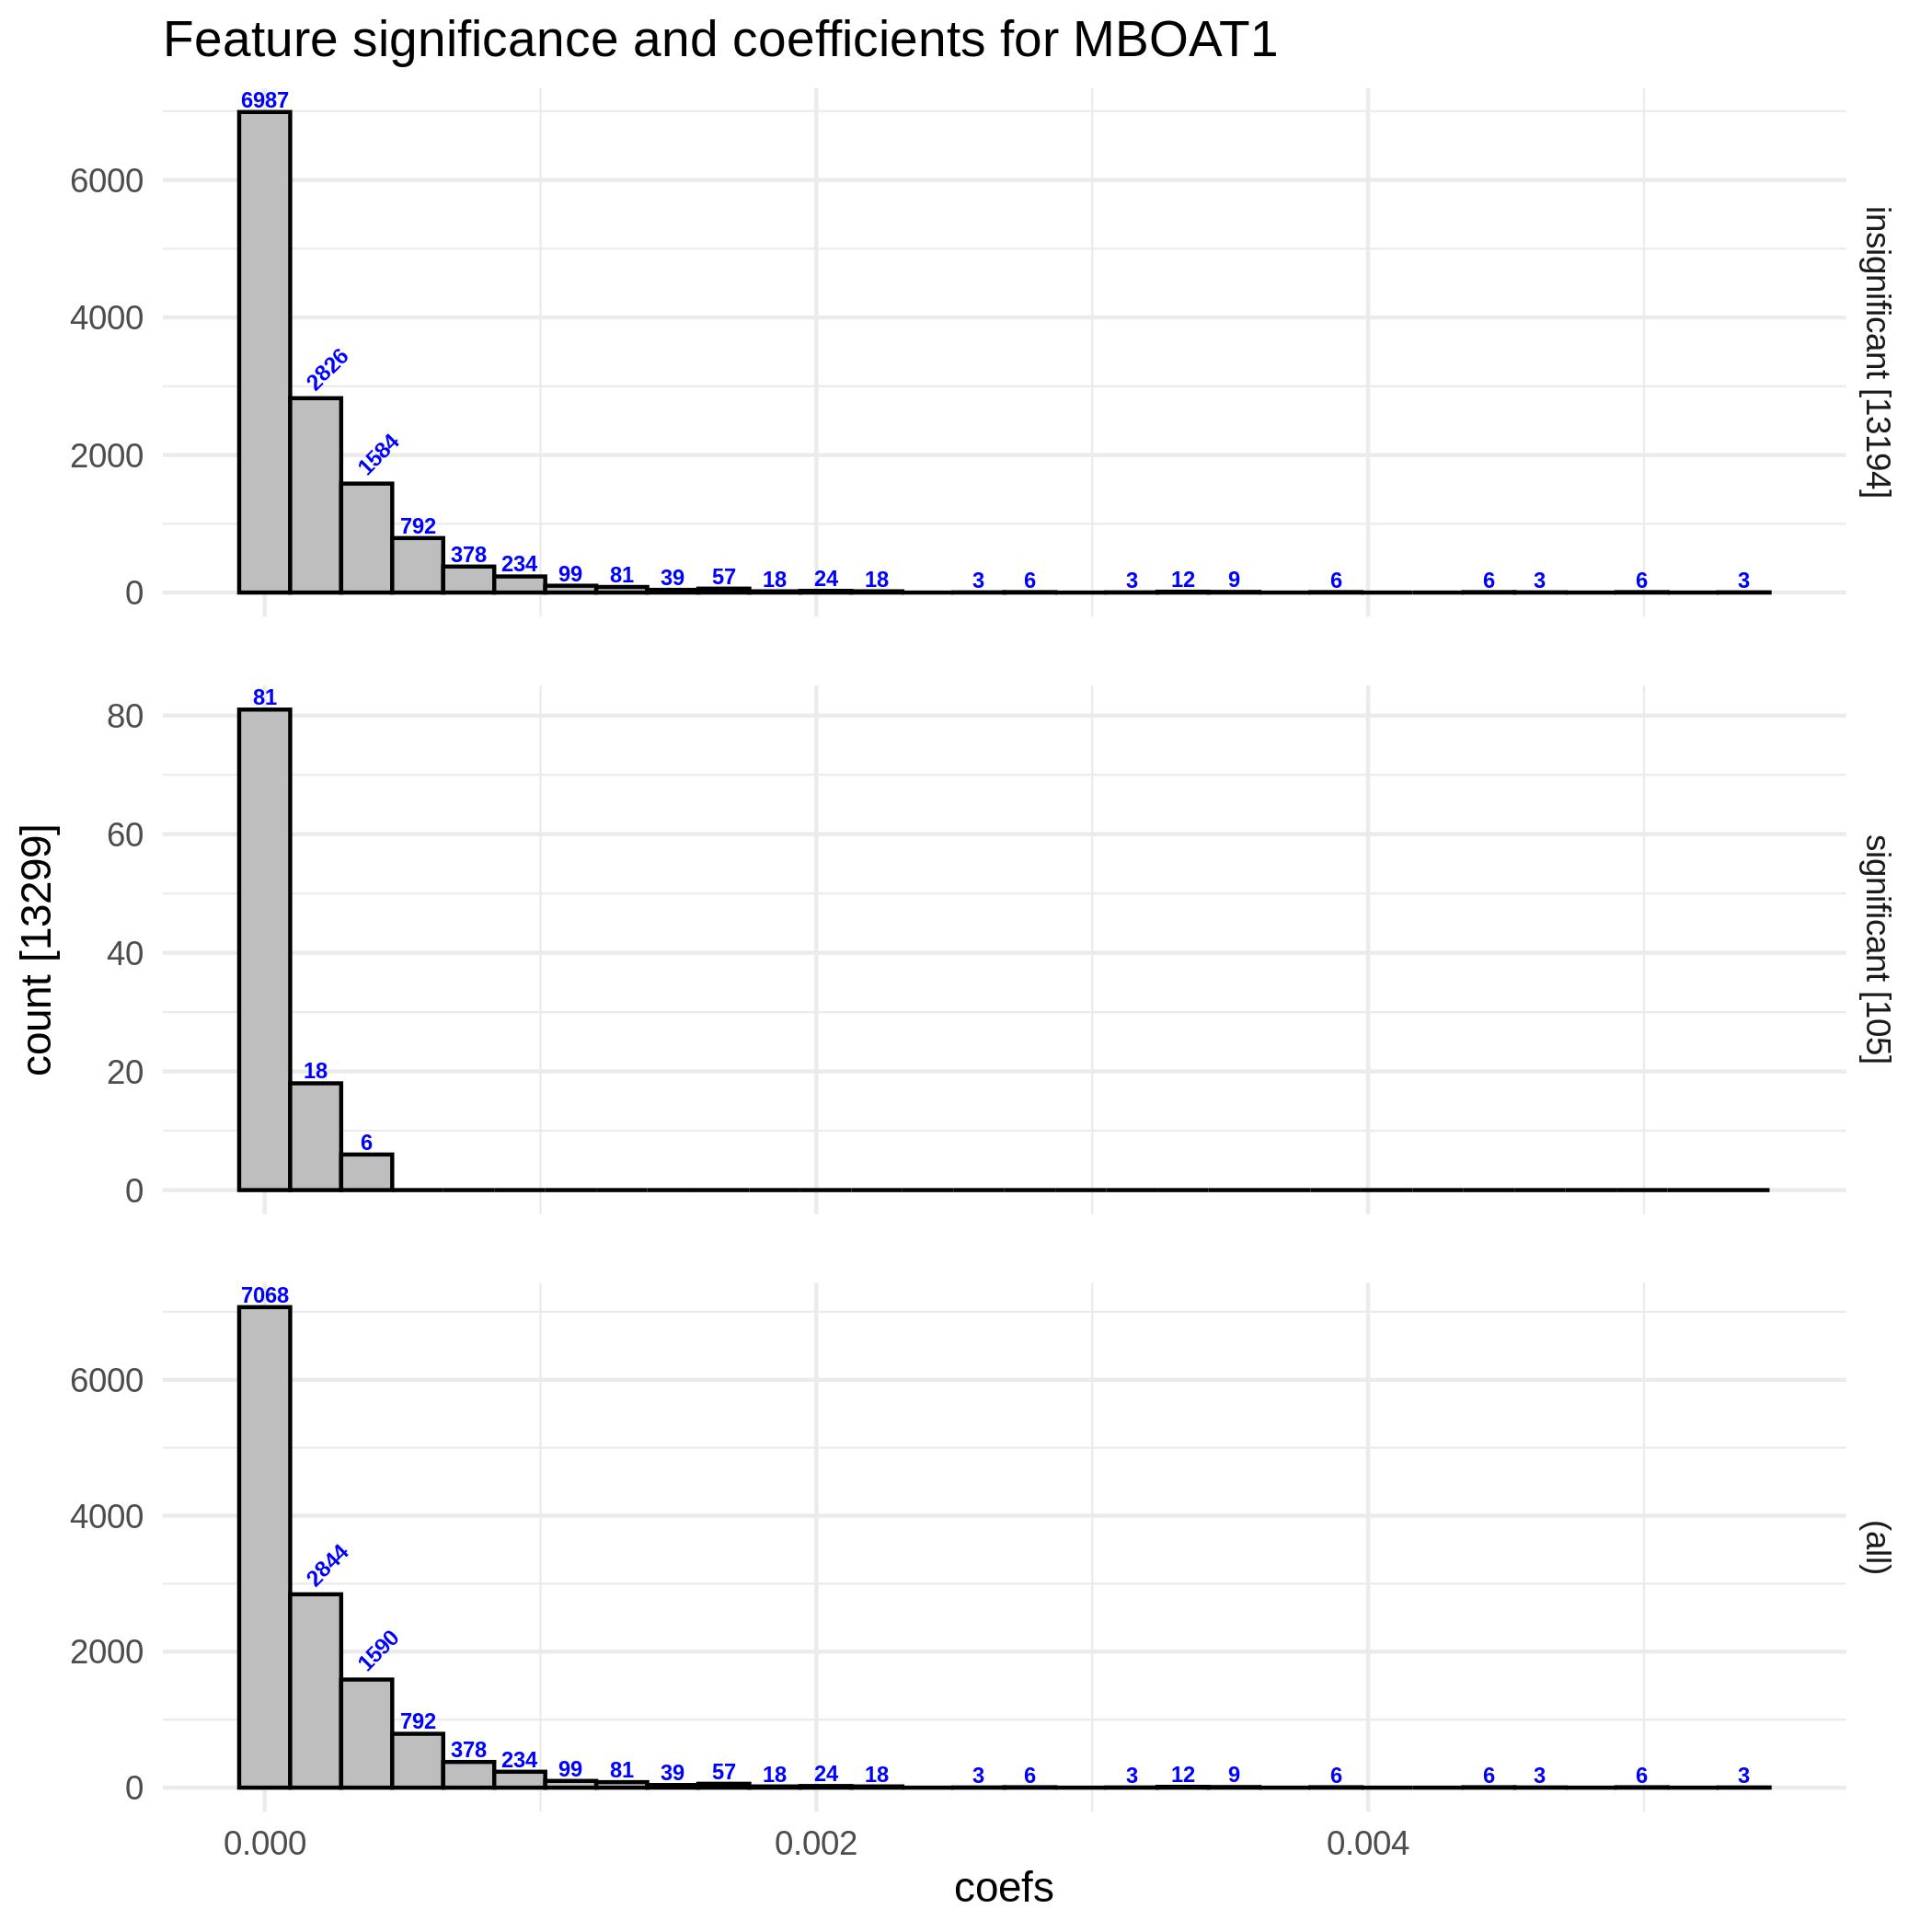 Feature significance and coefficients for MBOAT1
6987
6000
4000
2826
2000
1584
792
378 234 99 81 39 57 18 24 18 3 6 3 12 9 6 6 3 6 3
0
insignificant [13194]
81
80
60
40
20
18
6
0
significant [105]
count [13299]
7068
6000
4000
2844
2000
1590
792
378 234 99 81 39 57 18 24 18 3 6 3 12 9 6 6 3 6 3
0
(all)
0.000 0.002 0.004
coefs